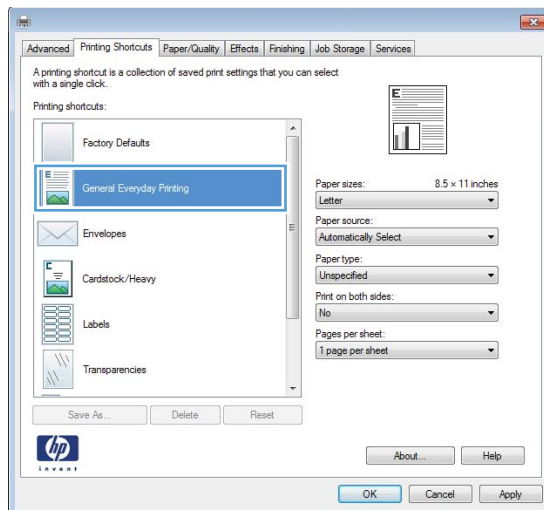 Advanced Printing Shortcuts Paper/Quality Effects Finishing Job Storage Services
A printing shortcut is a collection of saved print settings that you can select
with a single click.
Printing shortcuts:
Factory Defaults
General Everyday Printing
Envelopes
Cardstock/Heavy
Labels
Transparencies
E
E
C
Paper sizes: 8.5 × 11 inches
Letter
Paper source:
Automatically Select
Paper type:
Unspecified
Print on both sides:
No
Pages per sheet:
1 page per sheet
Save As... Delete Reset
hp
invent
About... Help
OK Cancel Apply